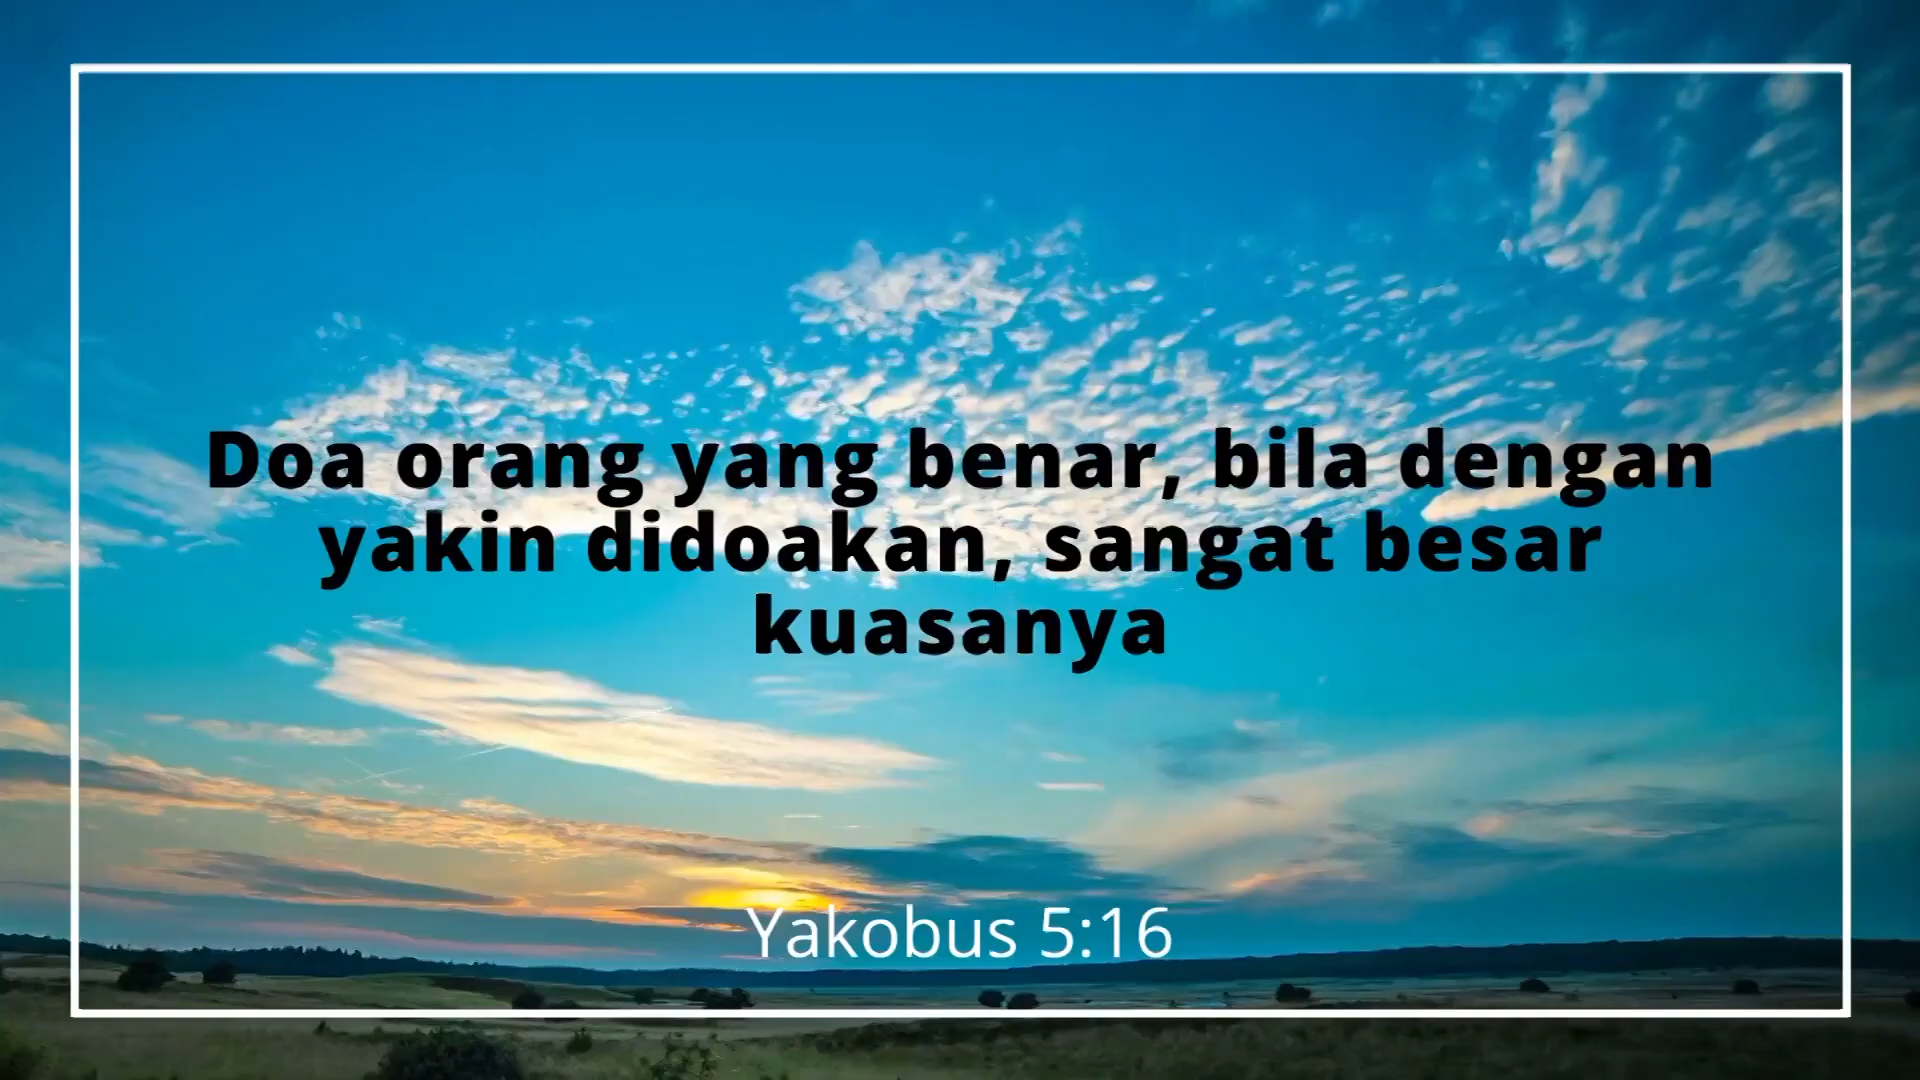 Doa orang yang benar, bila dengan
yakin didoakan, sangat besar
kuasanya
Yakobus 5:16